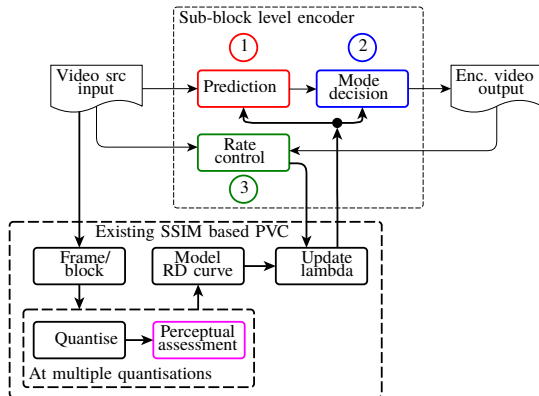 Sub-block level encoder
1
2
Video src
input
Prediction
Mode
decision
Enc. video
output
Rate
control
3
Existing SSIM based PVC
Frame/
block
Model
RD curve
Update
lambda
Quantise
Perceptual
assessment
At multiple quantisations